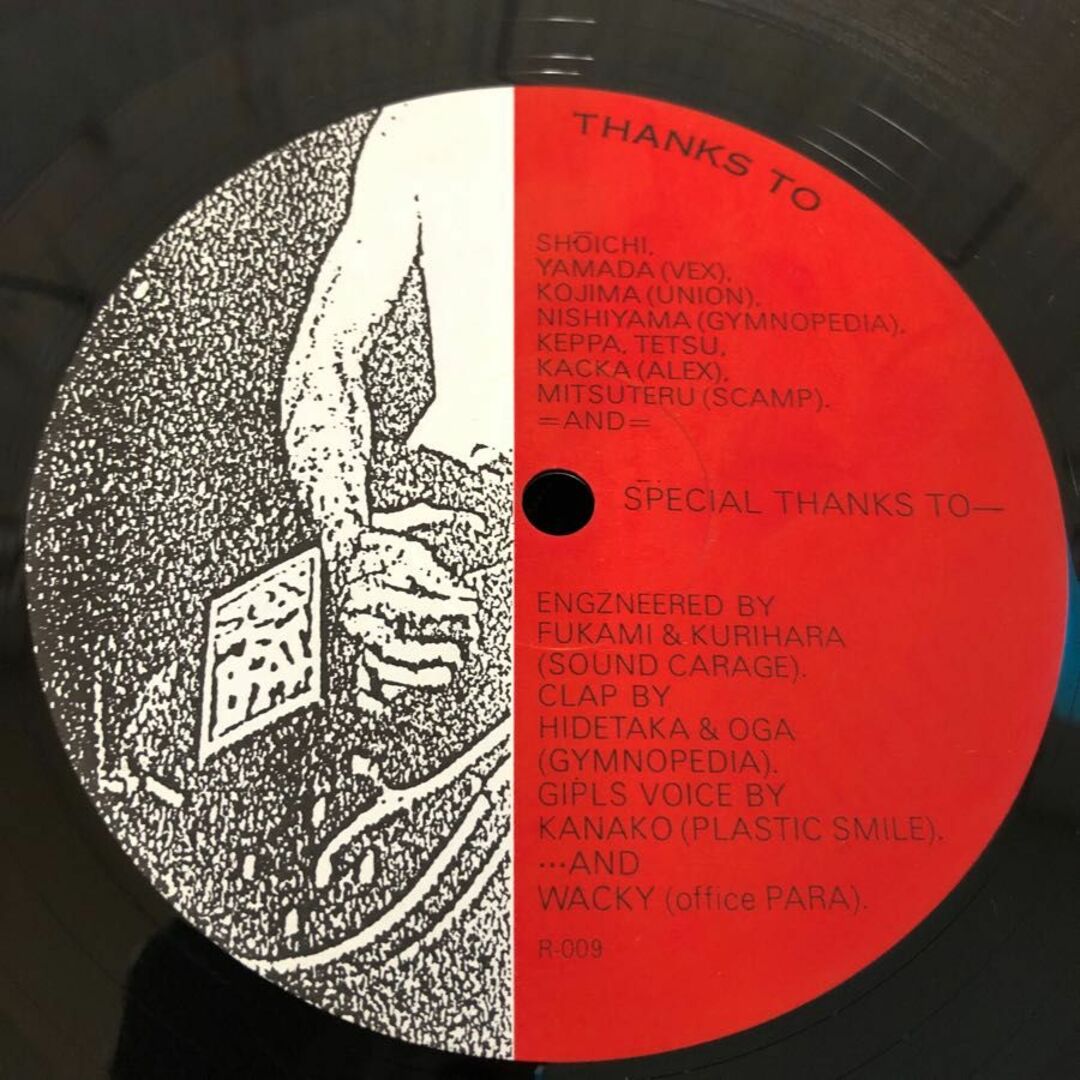 THANKS TO
SHŌICHI,
YAMADA (VEX),
KOJIMA (UNION),
NISHIYAMA (GYMNOPEDIA),
KEPPA, TETSU,
KACKA (ALEX),
MITSUTERU (SCAMP).
=AND=
SPECIAL THANKS TO—
ENGZNEERED BY
FUKAMI & KURIHARA
(SOUND CARAGE).
CLAP BY
HIDETAKA & OGA
(GYMNOPEDIA).
GIPLS VOICE BY
KANAKO (PLASTIC SMILE).
···AND
WACKY (office PARA).
R-009